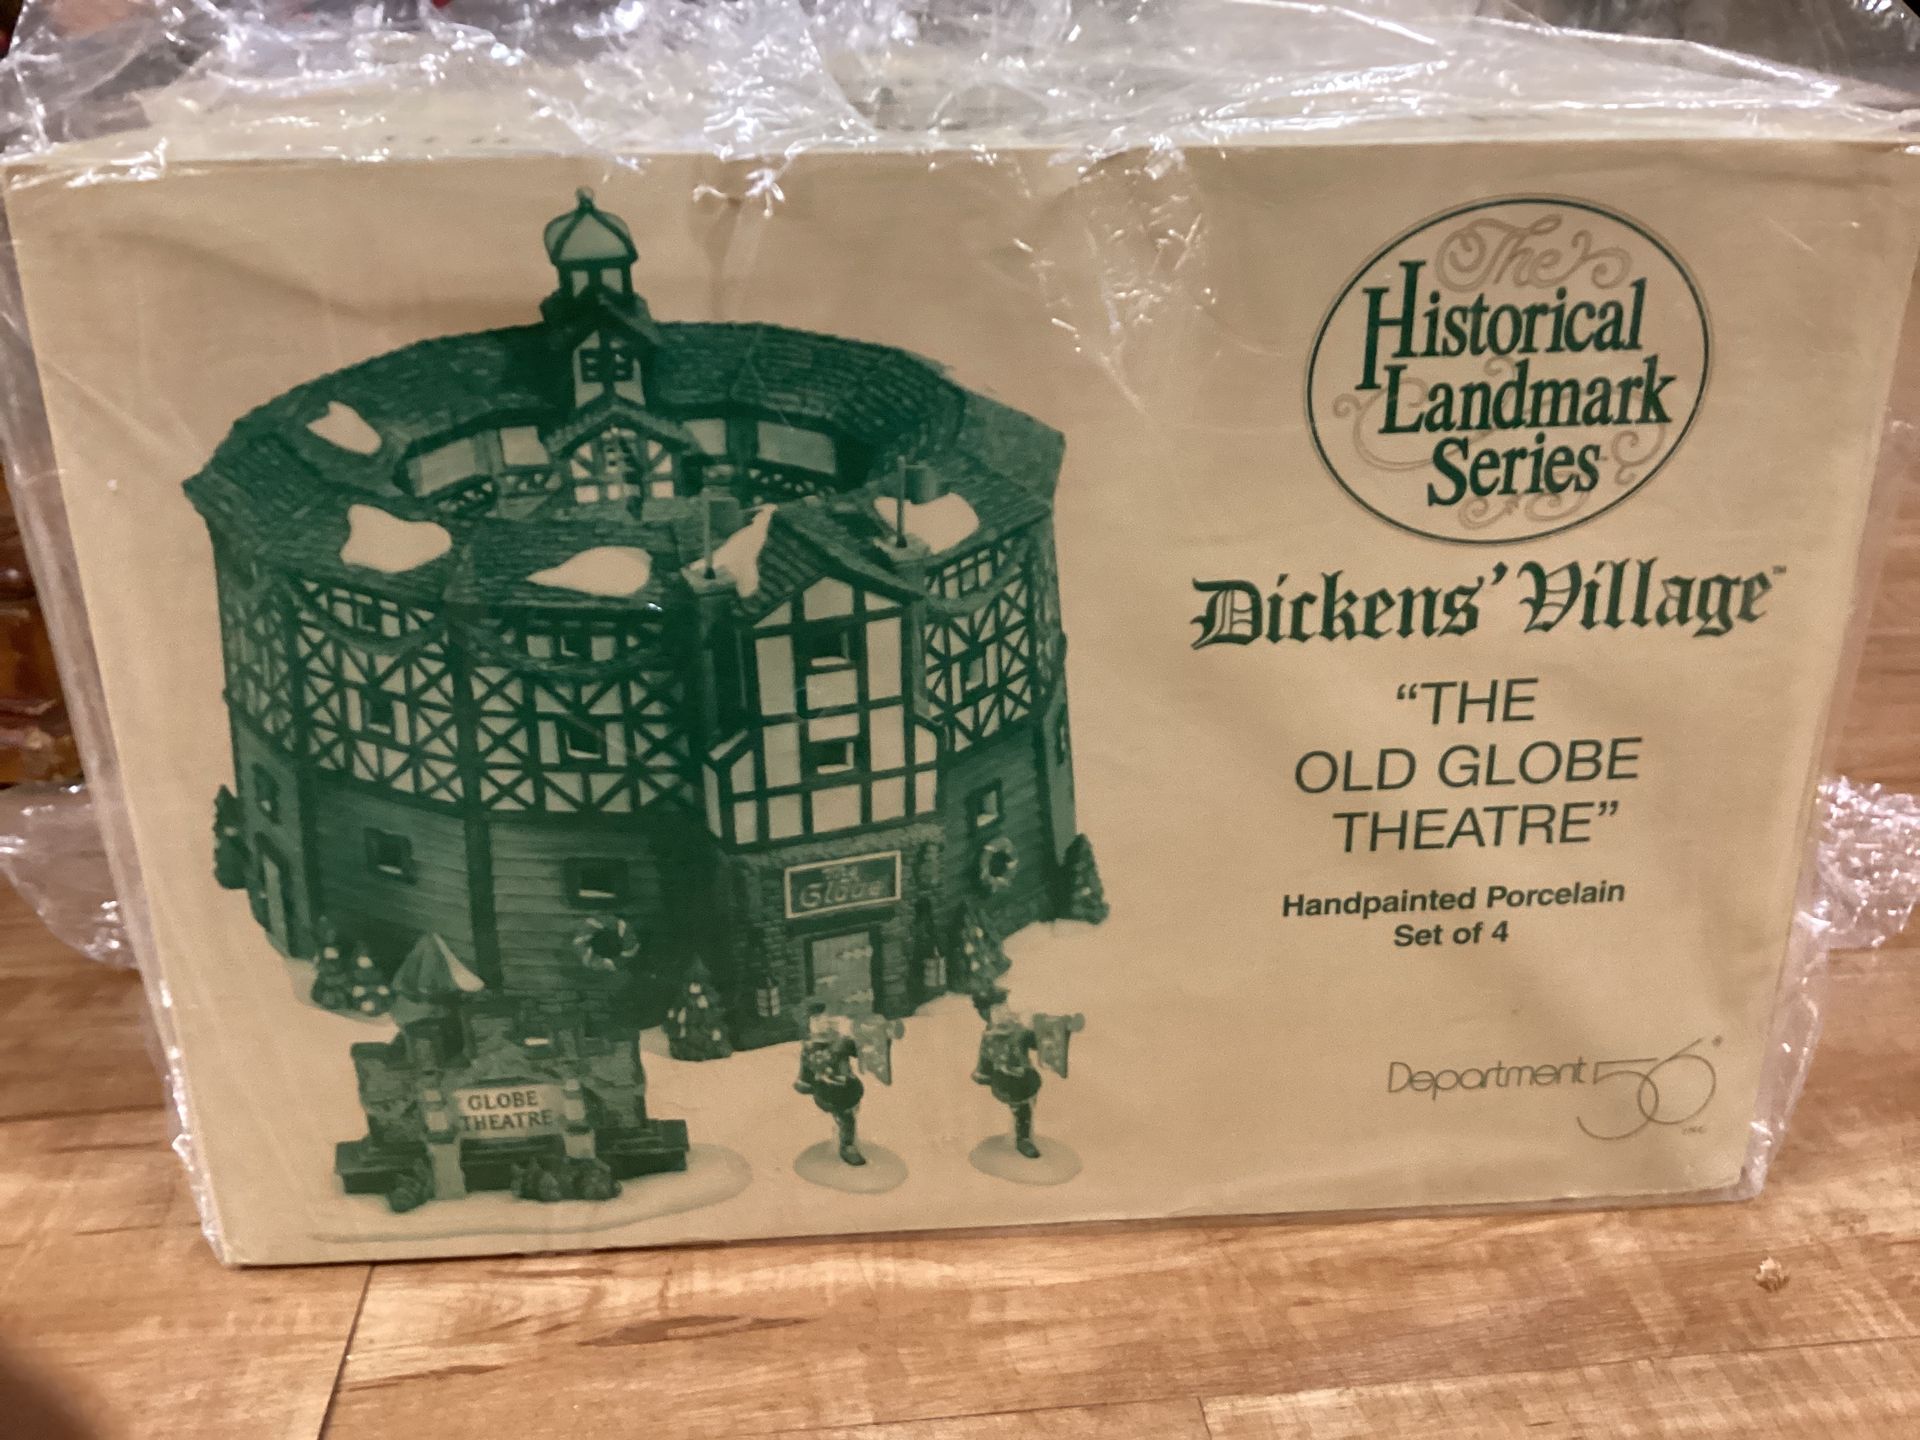 The
Historical
Landmark
Series
Dickens' Village™
"THE
OLD GLOBE
THEATRE"
Handpainted Porcelain
Set of 4
Department 56®
THE
Globe
GLOBE
THEATRE